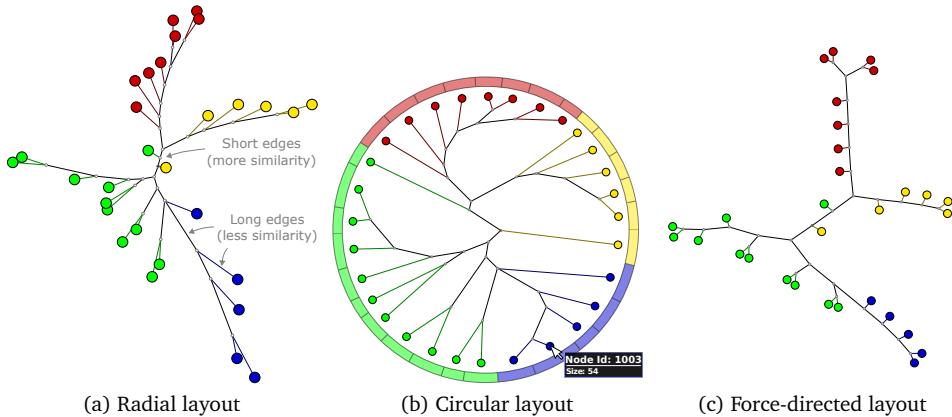 Short edges
(more similarity)
Long edges
(less similarity)
Node Id: 1003
Size: 54
(a) Radial layout
(b) Circular layout
(c) Force-directed layout